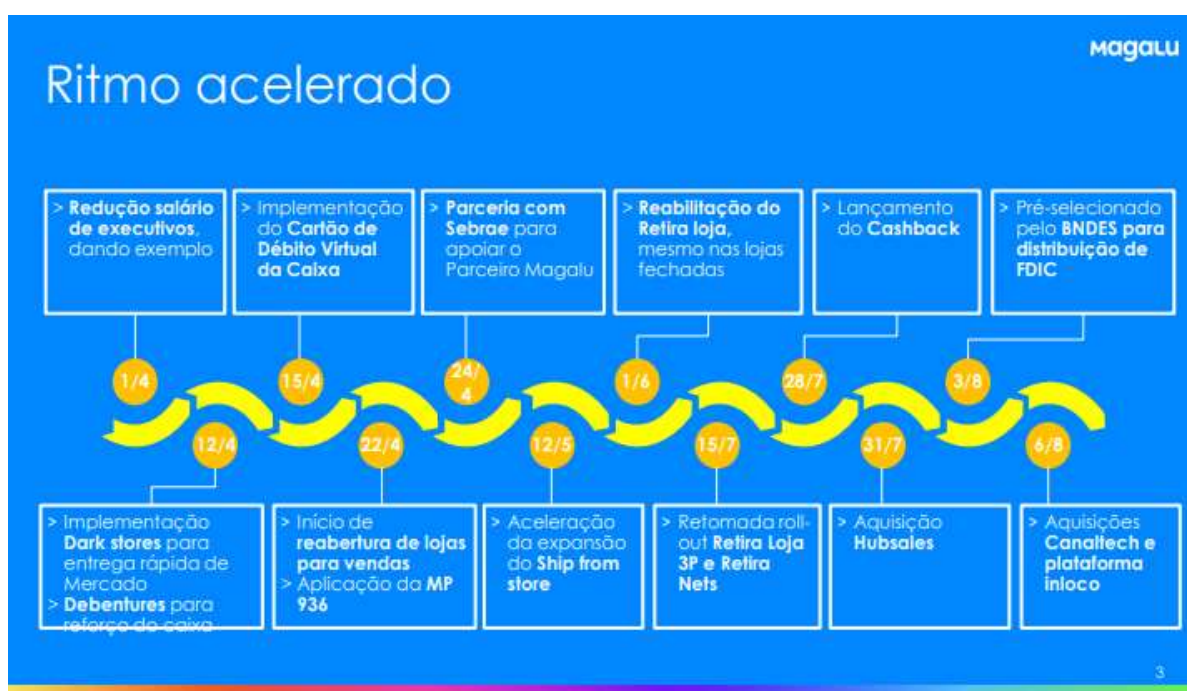 Magalu
Ritmo acelerado
> Redução salário
de executivos,
dando exemplo
> Implementação
do Cartão de
Débito Virtual
da Caixa
> Parceria com
Sebrae para
apoiar o
Parceiro Magalu
> Reabilitação do
Retira loja,
mesmo nas lojas
fechadas
> Lançamento
do Cashback
> Pré-selecionado
pelo BNDES para
distribuição de
FDIC
1/4
15/4
24/
4
1/6
28/7
3/8
12/4
22/4
12/5
15/7
31/7
6/8
> Implementação
Dark stores para
entrega rápida de
Mercado
> Debentures para
reforço do caixa
> Início de
reabertura de lojas
para vendas
> Aplicação da MP
936
> Aceleração
da expansão
do Ship from
store
> Retomada roll-
out Retira Loja
3P e Retira
Nets
> Aquisição
Hubsales
> Aquisições
Canaltech e
plataforma
inloco
3